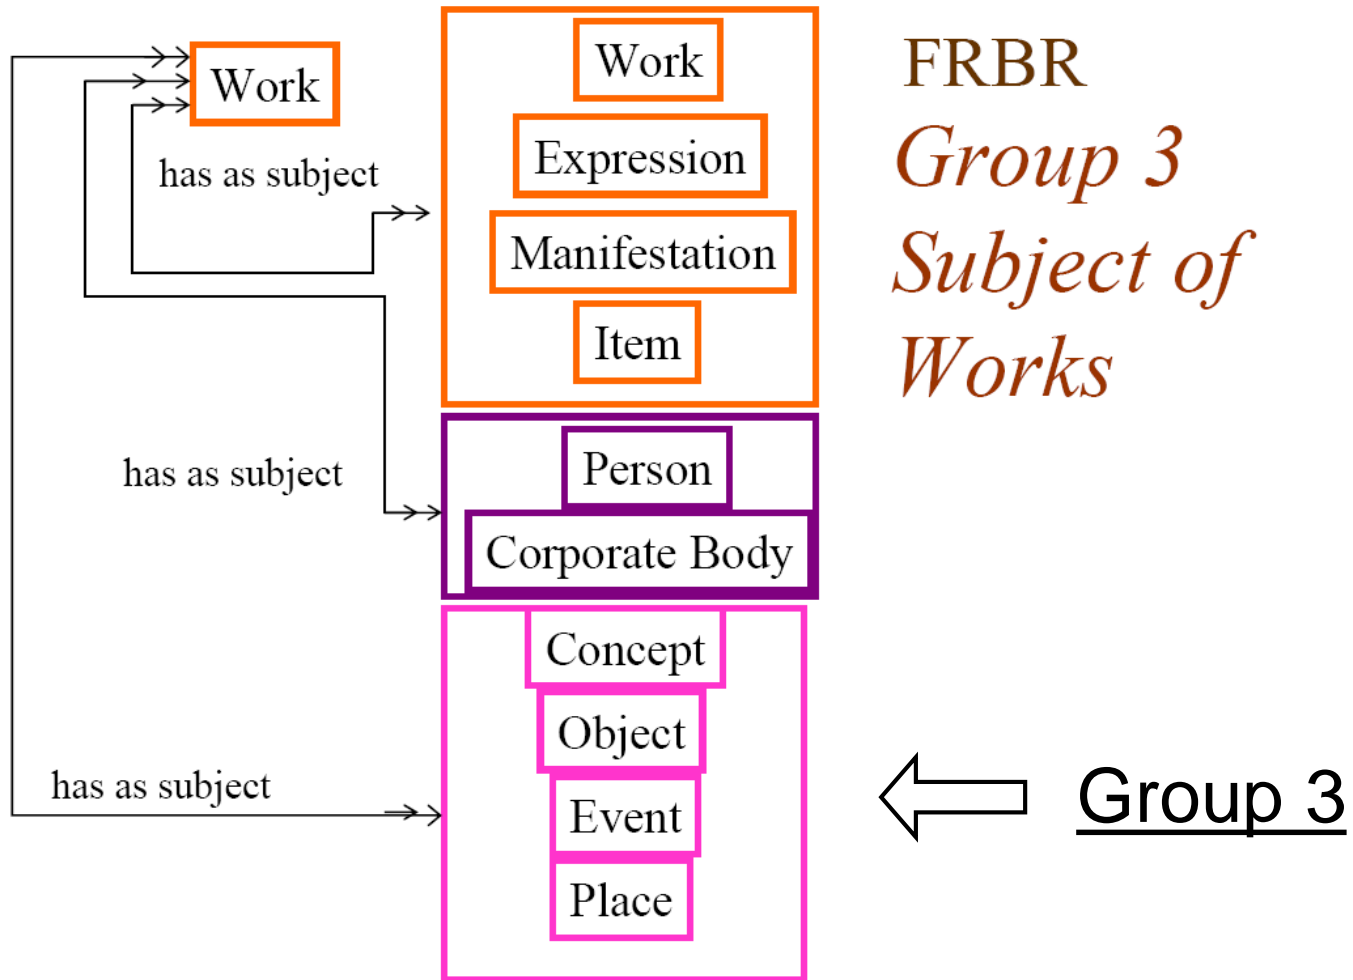 Work
has as subject
has as subject
has as subject
Work
Expression
Manifestation
Item
Person
Corporate Body
Concept
Object
Event
Place
FRBR
Group 3
Subject of
Works
Group 3